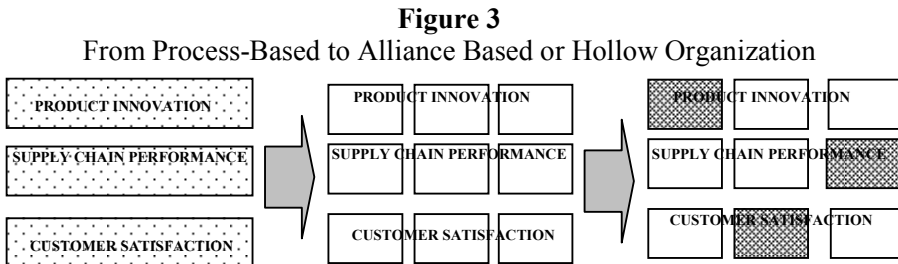 Figure 3
From Process-Based to Alliance Based or Hollow Organization
PRODUCT INNOVATION
SUPPLY CHAIN PERFORMANCE
CUSTOMER SATISFACTION
PRODUCT INNOVATION
SUPPLY CHAIN PERFORMANCE
CUSTOMER SATISFACTION
PRODUCT INNOVATION
SUPPLY CHAIN PERFORMANCE
CUSTOMER SATISFACTION